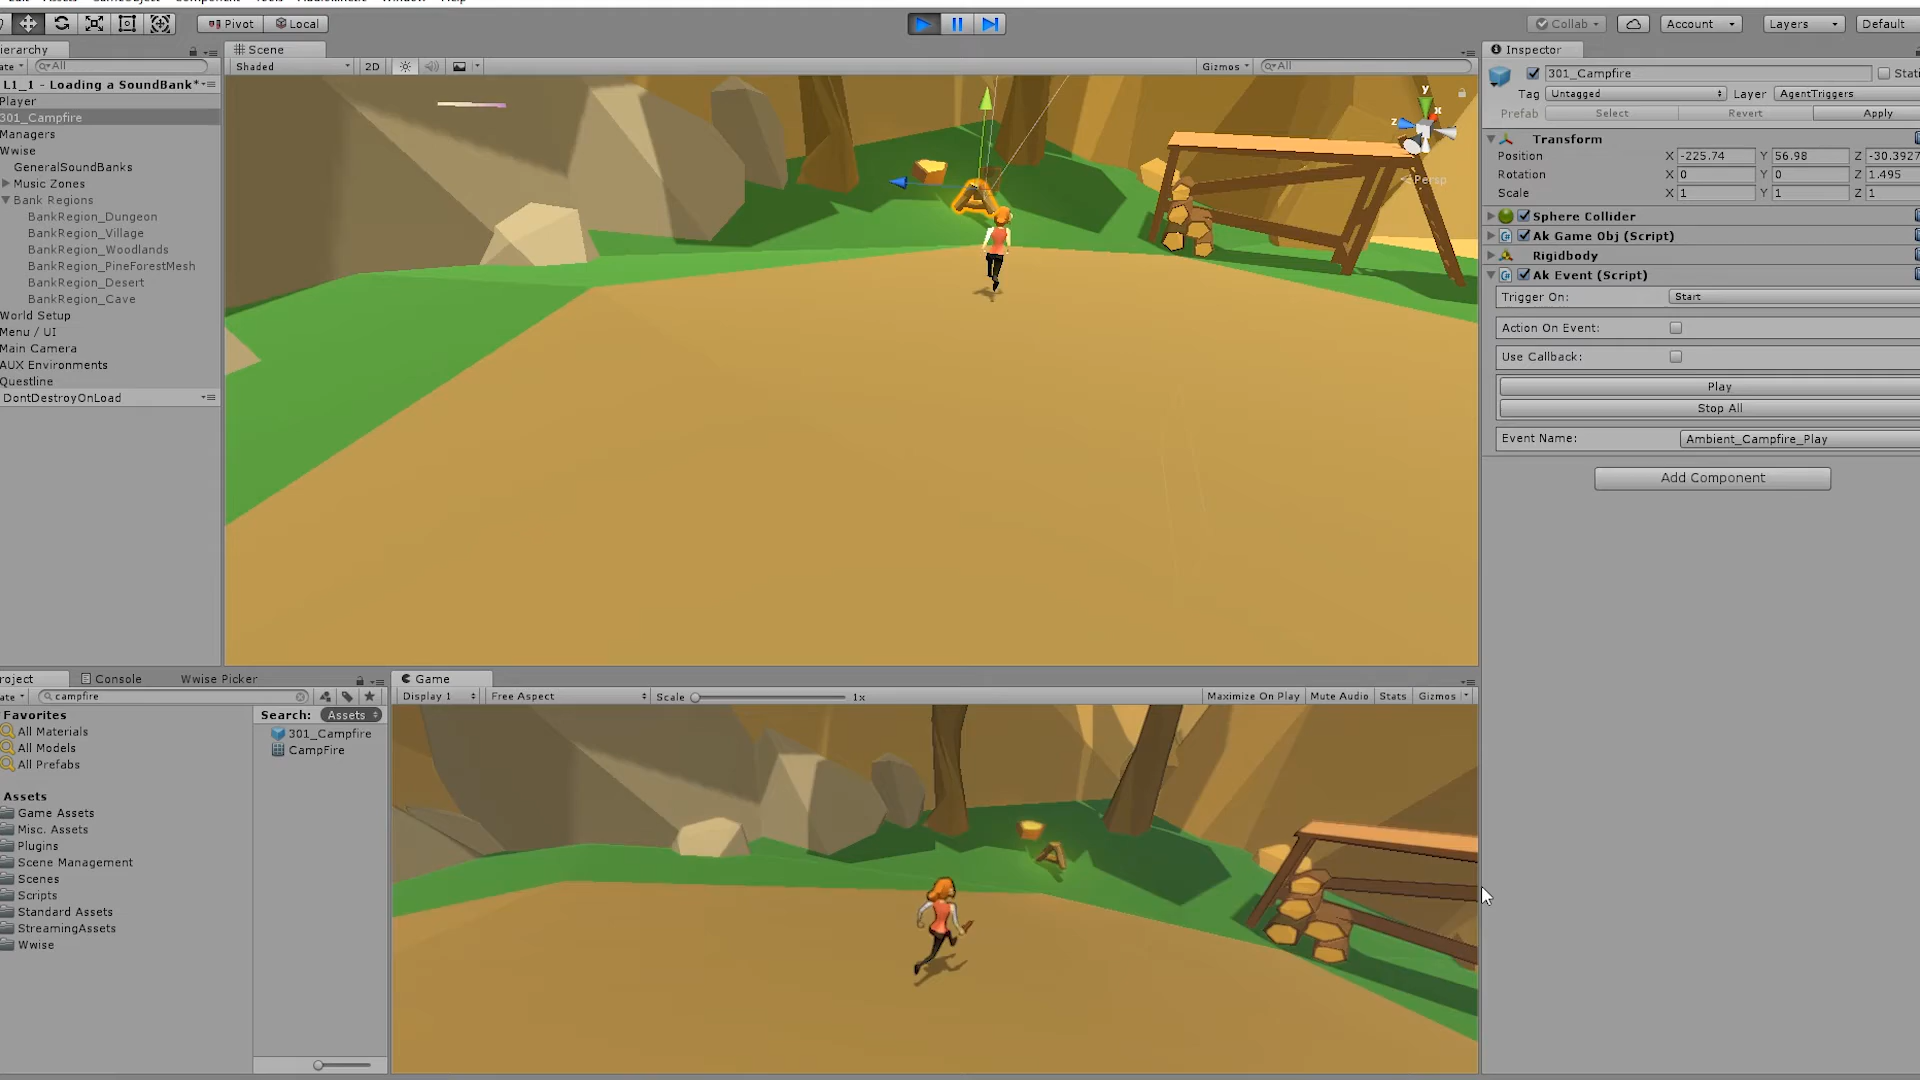 Pivot Local Collab Account Layers Default
Hierarchy
All
L1_1 - Loading a SoundBank*
Player
301_Campfire
Managers
Wwise
GeneralSoundBanks
Music Zones
Bank Regions
BankRegion_Dungeon
BankRegion_Village
BankRegion_Woodlands
BankRegion_PineForestMesh
BankRegion_Desert
BankRegion_Cave
World Setup
Menu / UI
Main Camera
AUX Environments
Questline
DontDestroyOnLoad
Scene
Shaded 2D Gizmos All
y
x
z
Persp
Inspector
301_Campfire Stati
Tag Untagged Layer AgentTriggers
Prefab Select Revert Apply
Transform
Position X -225.74 Y 56.98 Z -30.3927
Rotation X 0 Y 0 Z 1.495
Scale X 1 Y 1 Z 1
Sphere Collider
Ak Game Obj (Script)
Rigidbody
Ak Event (Script)
Trigger On: Start
Action On Event:
Use Callback:
Play
Stop All
Event Name: Ambient_Campfire_Play
Add Component
roject Console Wwise Picker
ate campfire
Favorites
All Materials
All Models
All Prefabs
Assets
Game Assets
Misc. Assets
Plugins
Scene Management
Scenes
Scripts
Standard Assets
StreamingAssets
Wwise
Search: Assets
301_Campfire
CampFire
Game
Display 1 Free Aspect Scale 1x Maximize On Play Mute Audio Stats Gizmos